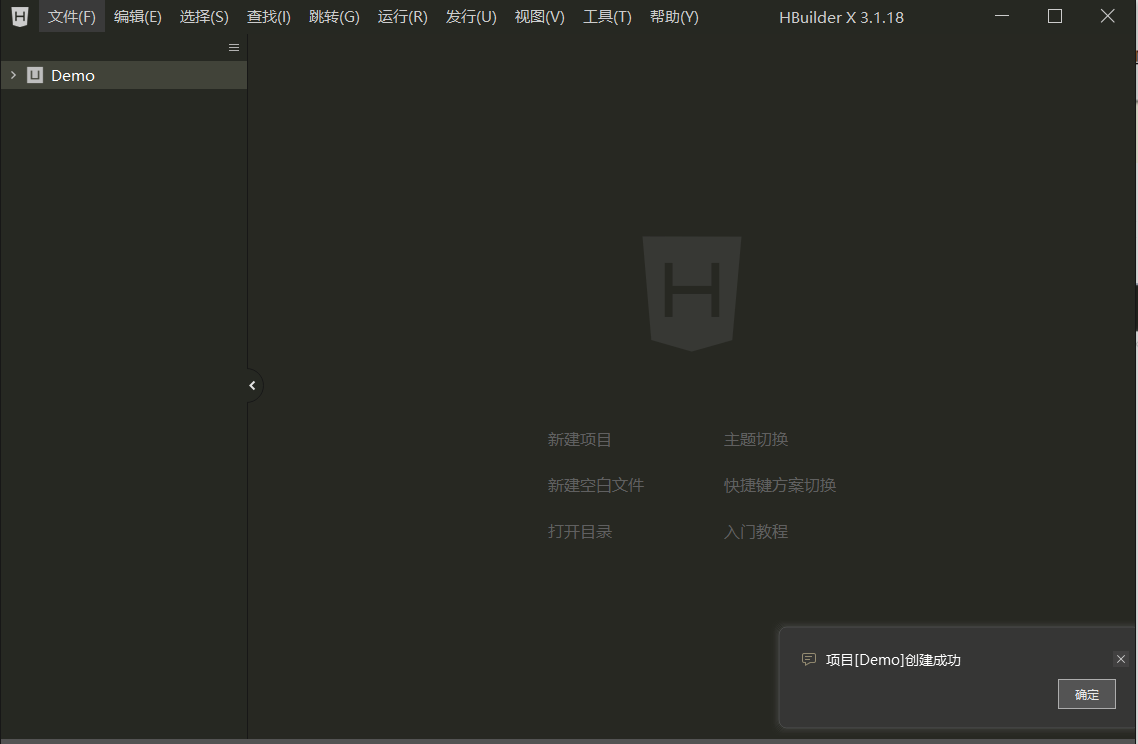 文件(F) 编辑(E) 选择(S) 查找(I) 跳转(G) 运行(R) 发行(U) 视图(V) 工具(T) 帮助(Y) HBuilder X 3.1.18
Demo
H
新建项目 主题切换
新建空白文件 快捷键方案切换
打开目录 入门教程
项目[Demo]创建成功
确定